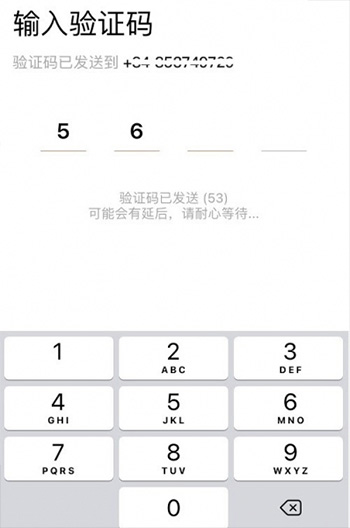 输入验证码
验证码已发送到
5 6
验证码已发送 (53)
可能会有延后，请耐心等待...
1 2 3
ABC DEF
4 5 6
GHI JKL MNO
7 8 9
PQRS TUV WXYZ
0